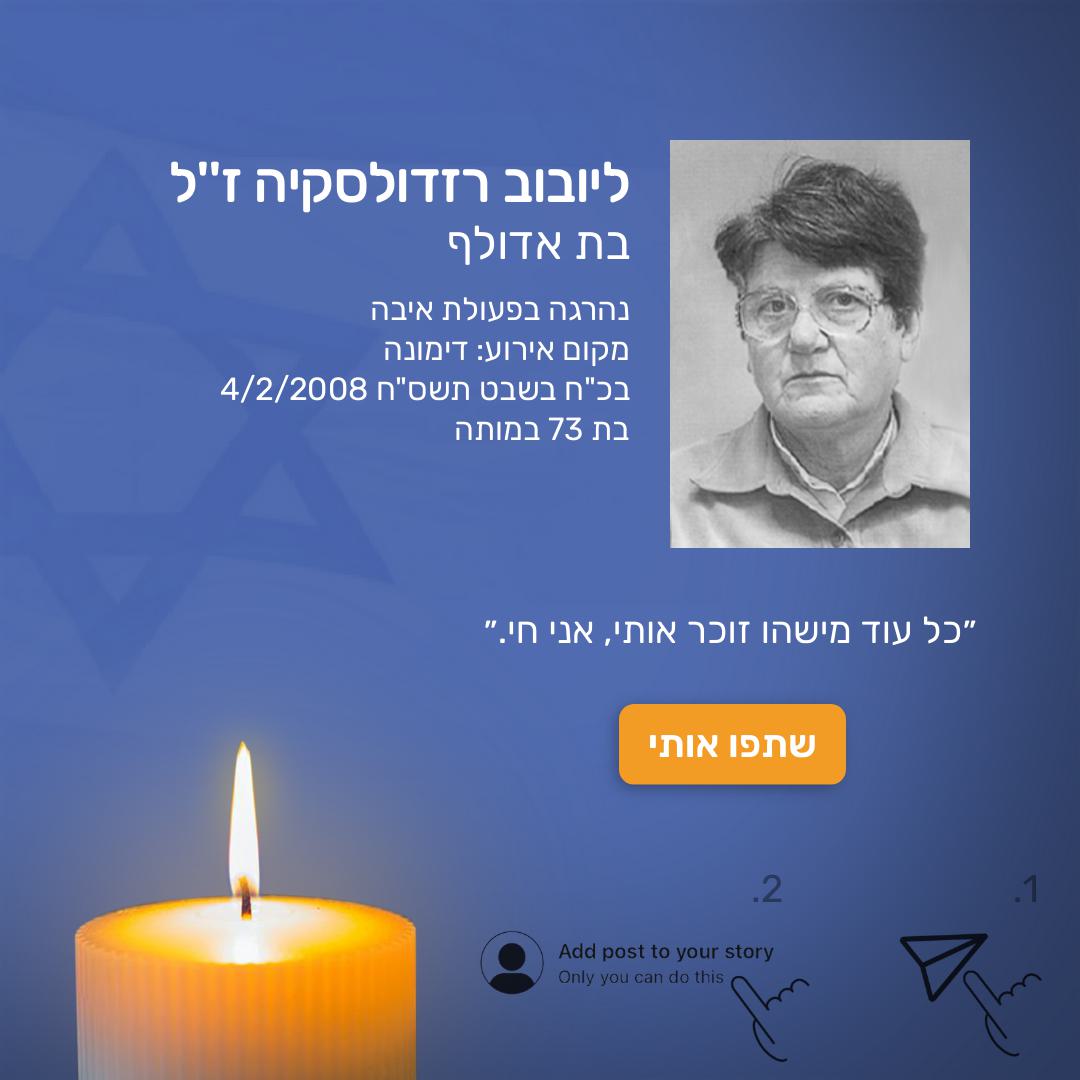 ליובוב רזדולסקיה ז"ל
בת אדולף
נהרגה בפעולת איבה
מקום אירוע: דימונה
בכ"ח בשבט תשס"ח 4/2/2008
בת 73 במותה
״כל עוד מישהו זוכר אותי, אני חי.״
שתפו אותי
.1
.2
Add post to your story
Only you can do this